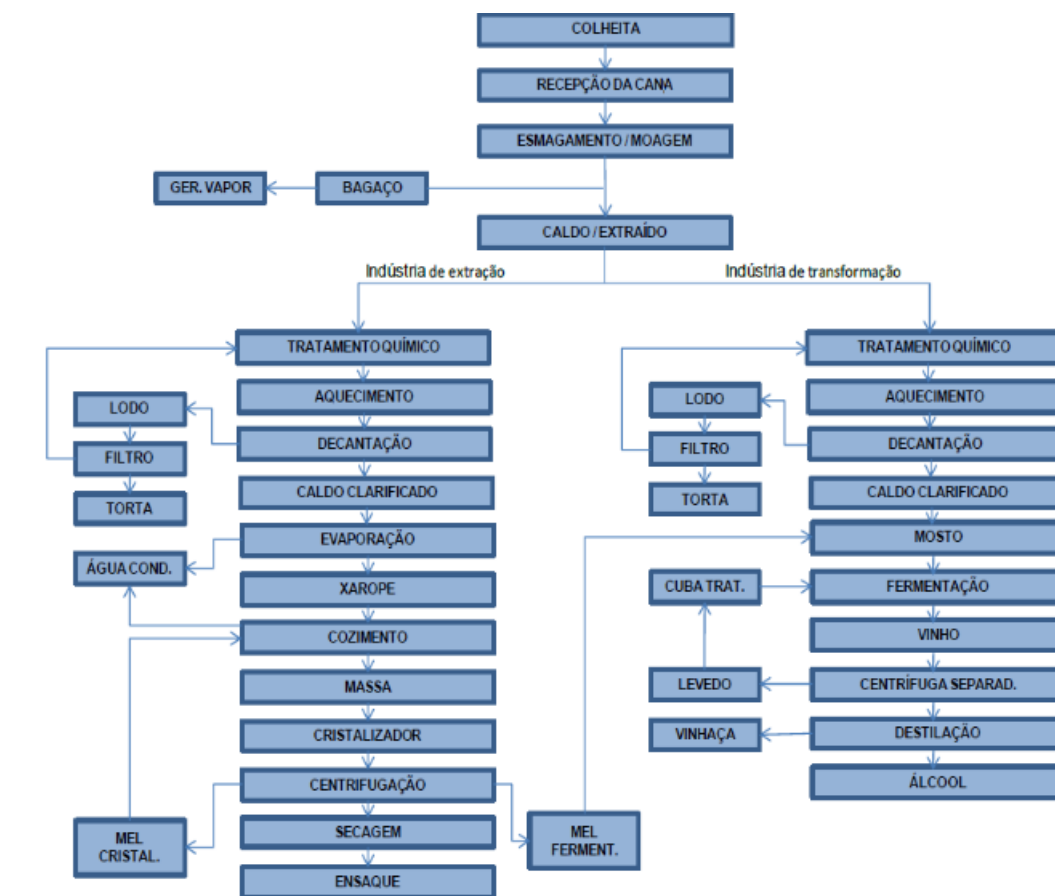 COLHEITA
RECEPÇÃO DA CANA
ESMAGAMENTO / MOAGEM
GER. VAPOR
BAGAÇO
CALDO / EXTRAÍDO
Indústria de extração
Indústria de transformação
TRATAMENTO QUÍMICO
AQUECIMENTO
LODO
DECANTAÇÃO
FILTRO
CALDO CLARIFICADO
TORTA
EVAPORAÇÃO
ÁGUA COND.
XAROPE
COZIMENTO
MASSA
CRISTALIZADOR
CENTRIFUGAÇÃO
MEL
CRISTAL.
SECAGEM
MEL
FERMENT.
ENSAQUE
TRATAMENTO QUÍMICO
AQUECIMENTO
LODO
DECANTAÇÃO
FILTRO
CALDO CLARIFICADO
TORTA
MOSTO
CUBA TRAT.
FERMENTAÇÃO
VINHO
LEVEDO
CENTRÍFUGA SEPARAD.
VINHAÇA
DESTILAÇÃO
ÁLCOOL